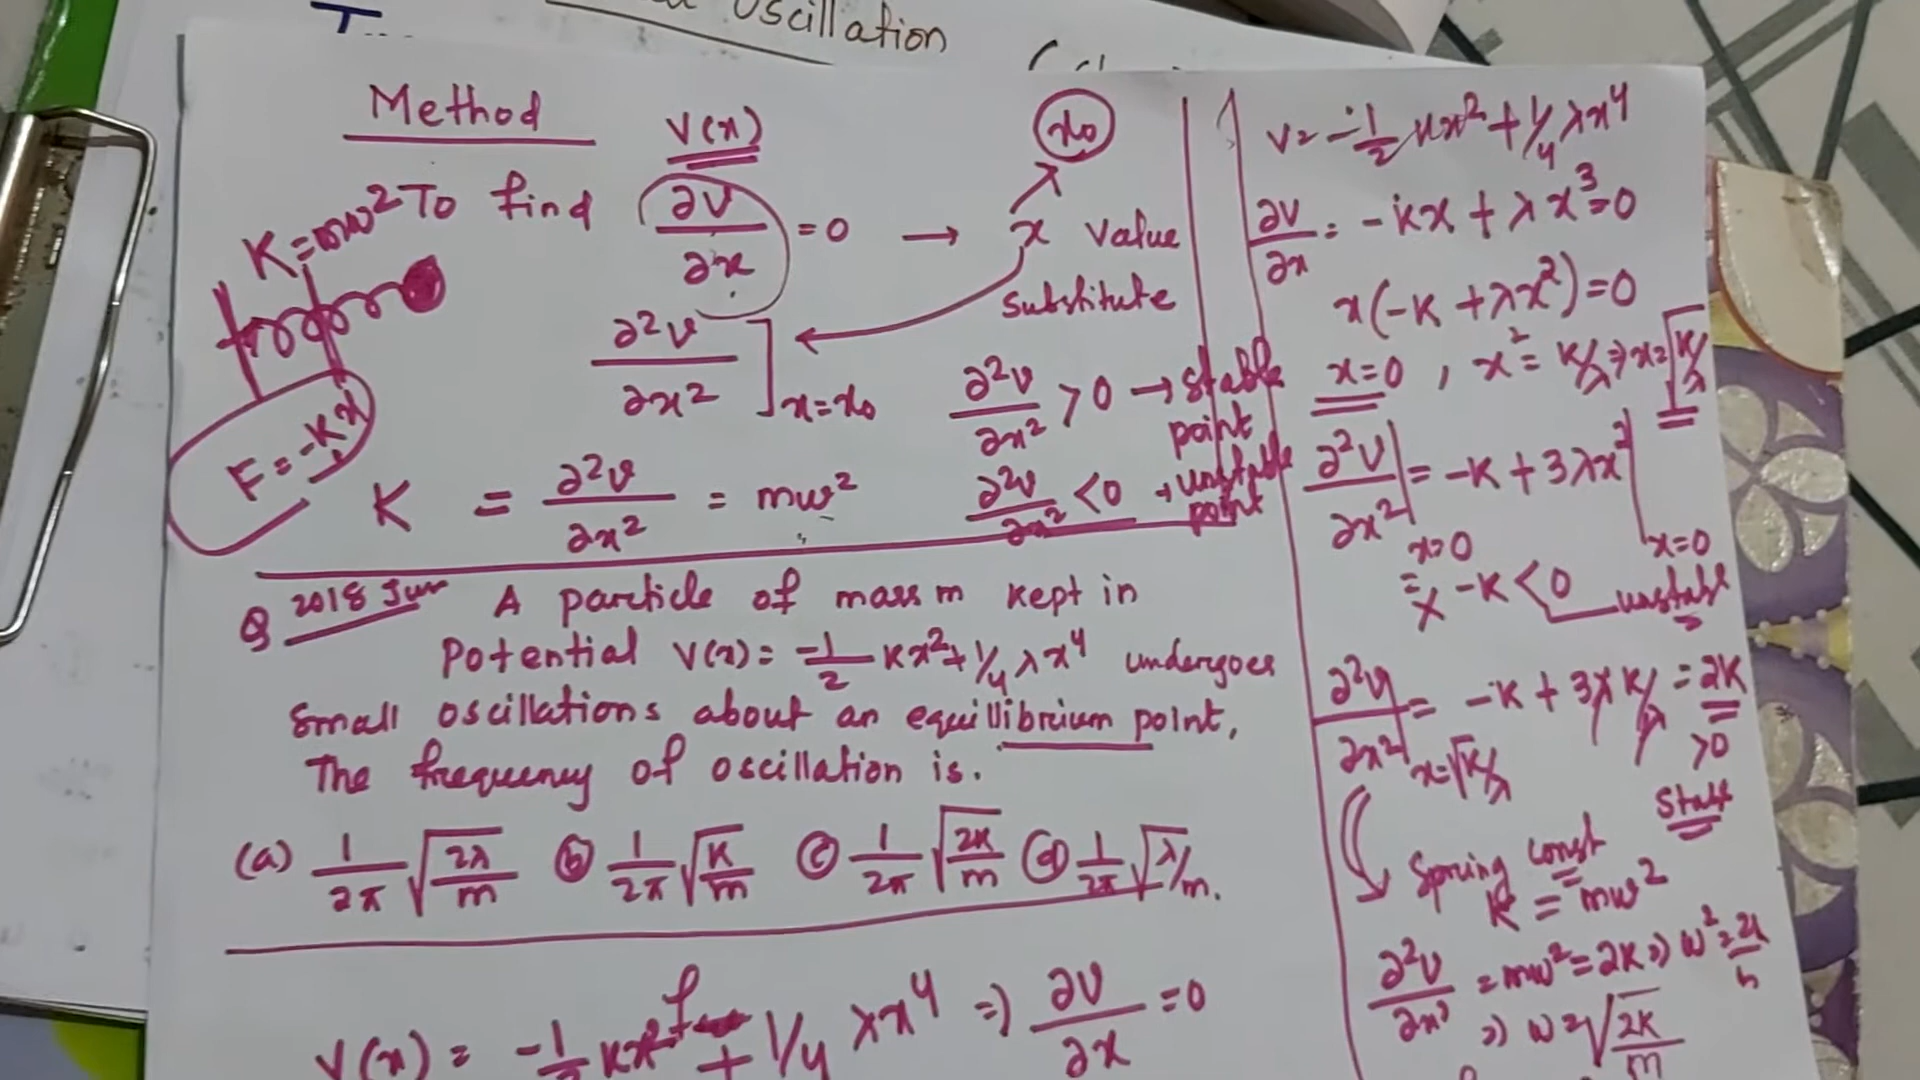 Oscillation
Method
V(x)
x₀
K = mω² To find ∂V/∂x = 0 → x value
substitute
∂²V/∂x² ]x=x₀
∂²V/∂x² > 0 → stable point
F = -Kx
K = ∂²V/∂x² = mω²
∂²V/∂x² < 0 → unstable point
Q 2018 Jun A particle of mass m kept in
Potential V(x) = -1/2 Kx² + 1/4 λx⁴ undergoes
Small oscillations about an equilibrium point,
The frequency of oscillation is.
(a) 1/2π √(2λ/m) (b) 1/2π √(K/m) (c) 1/2π √(2K/m) (d) 1/2π √(λ/m).
V(x) = -1/2 Kx² + 1/4 λx⁴ ⇒ ∂V/∂x = 0
V = -1/2 Kx² + 1/4 λx⁴
∂V/∂x = -Kx + λx³ = 0
x(-K + λx²) = 0
x=0, x² = K/λ ⇒ x = √K/λ
∂²V/∂x² |x=0 = -K + 3λx² |x=0
= -K < 0 unstable
∂²V/∂x² |x=√K/λ = -K + 3λ K/λ = 2K
>0
Stable
Spring const
K = mω²
∂²V/∂x² = mω² = 2K ⇒ ω² = 2K/m
⇒ ω = √(2K/m)